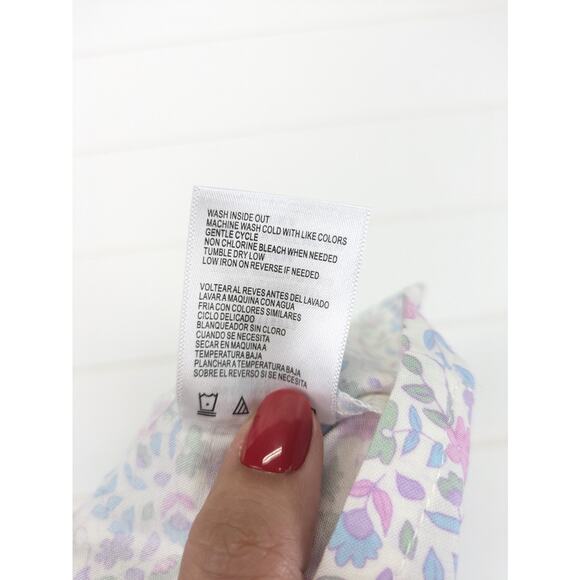 WASH INSIDE OUT
MACHINE WASH COLD WITH LIKE COLORS
GENTLE CYCLE
NON CHLORINE BLEACH WHEN NEEDED
TUMBLE DRY LOW
LOW IRON ON REVERSE IF NEEDED
VOLTEAR AL REVES ANTES DEL LAVADO
LAVAR A MAQUINA CON AGUA
FRIA CON COLORES SIMILARES
CICLO DELICADO
BLANQUEADOR SIN CLORO
CUANDO SE NECESITA
SECAR EN MAQUINA A
TEMPERATURA BAJA
PLANCHAR A TEMPERATURA BAJA
SOBRE EL REVERSO SI SE NECESITA